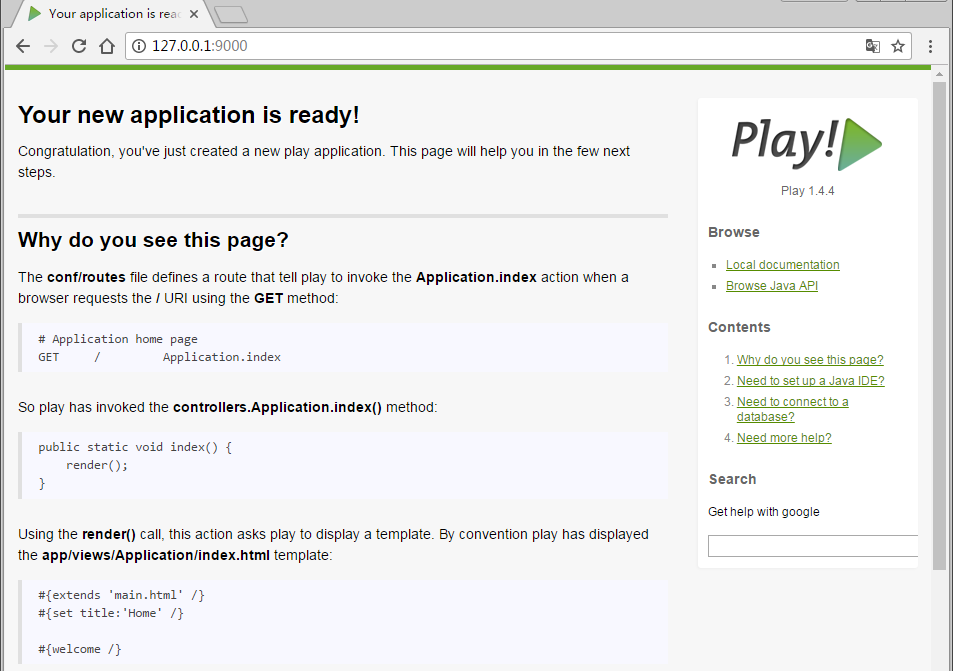 Your application is rea
127.0.0.1:9000
Your new application is ready!
Congratulation, you've just created a new play application. This page will help you in the few next
steps.
Why do you see this page?
The conf/routes file defines a route that tell play to invoke the Application.index action when a
browser requests the / URI using the GET method:
# Application home page
GET     /         Application.index
So play has invoked the controllers.Application.index() method:
public static void index() {
    render();
}
Using the render() call, this action asks play to display a template. By convention play has displayed
the app/views/Application/index.html template:
#{extends 'main.html' /}
#{set title:'Home' /}
#{welcome /}
Play!
Play 1.4.4
Browse
Local documentation
Browse Java API
Contents
1. Why do you see this page?
2. Need to set up a Java IDE?
3. Need to connect to a
database?
4. Need more help?
Search
Get help with google